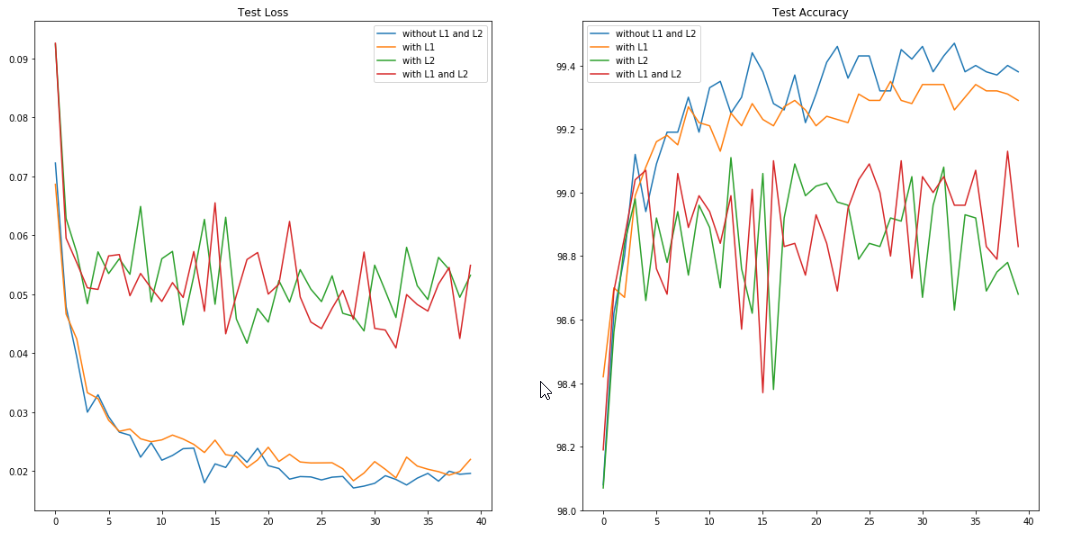 Test Loss
without L1 and L2
with L1
with L2
with L1 and L2
0.09
0.08
0.07
0.06
0.05
0.04
0.03
0.02
0 5 10 15 20 25 30 35 40
Test Accuracy
without L1 and L2
with L1
with L2
with L1 and L2
99.4
99.2
99.0
98.8
98.6
98.4
98.2
98.0
0 5 10 15 20 25 30 35 40